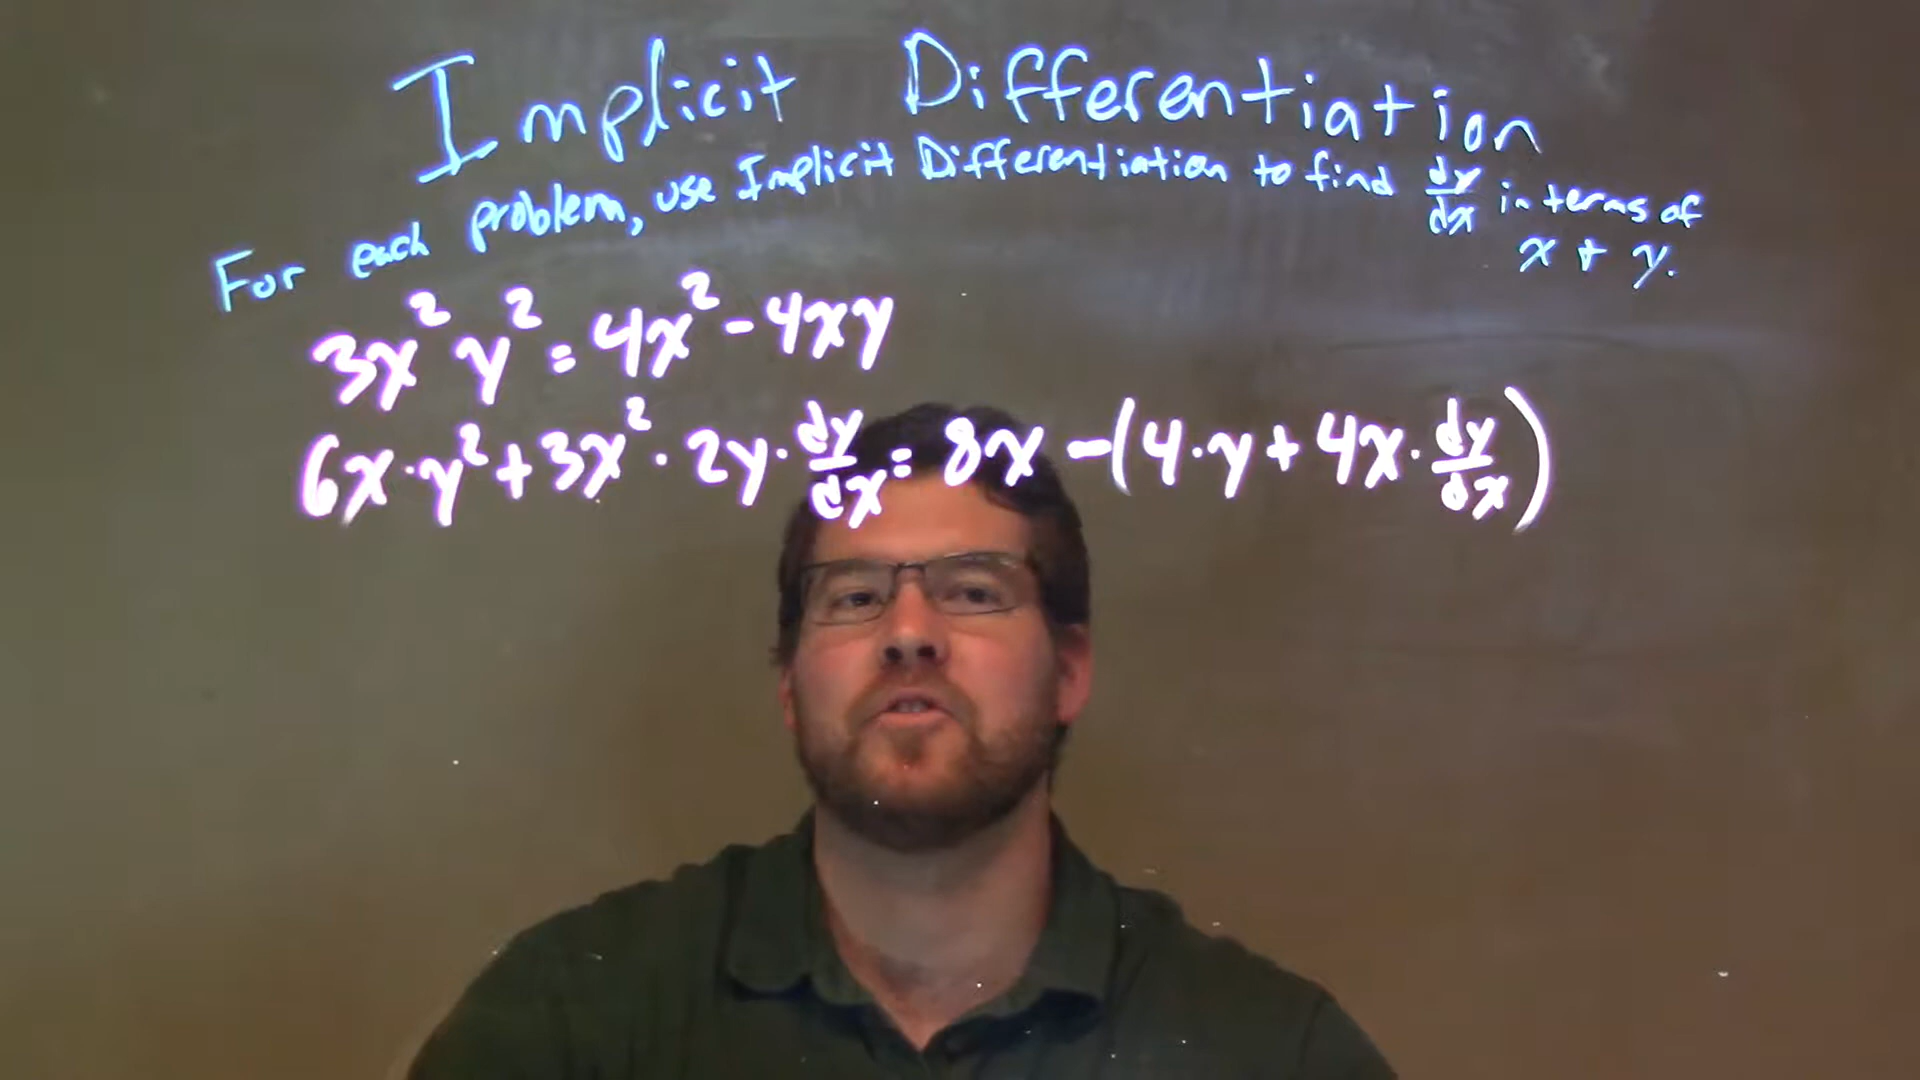 Implicit Differentiation
For each problem, use Implicit Differentiation to find dy/dx in terms of
x + y.
3x²y² = 4x² - 4xy
6x·y² + 3x²·2y·dy/dx = 8x - (4·y + 4x·dy/dx)